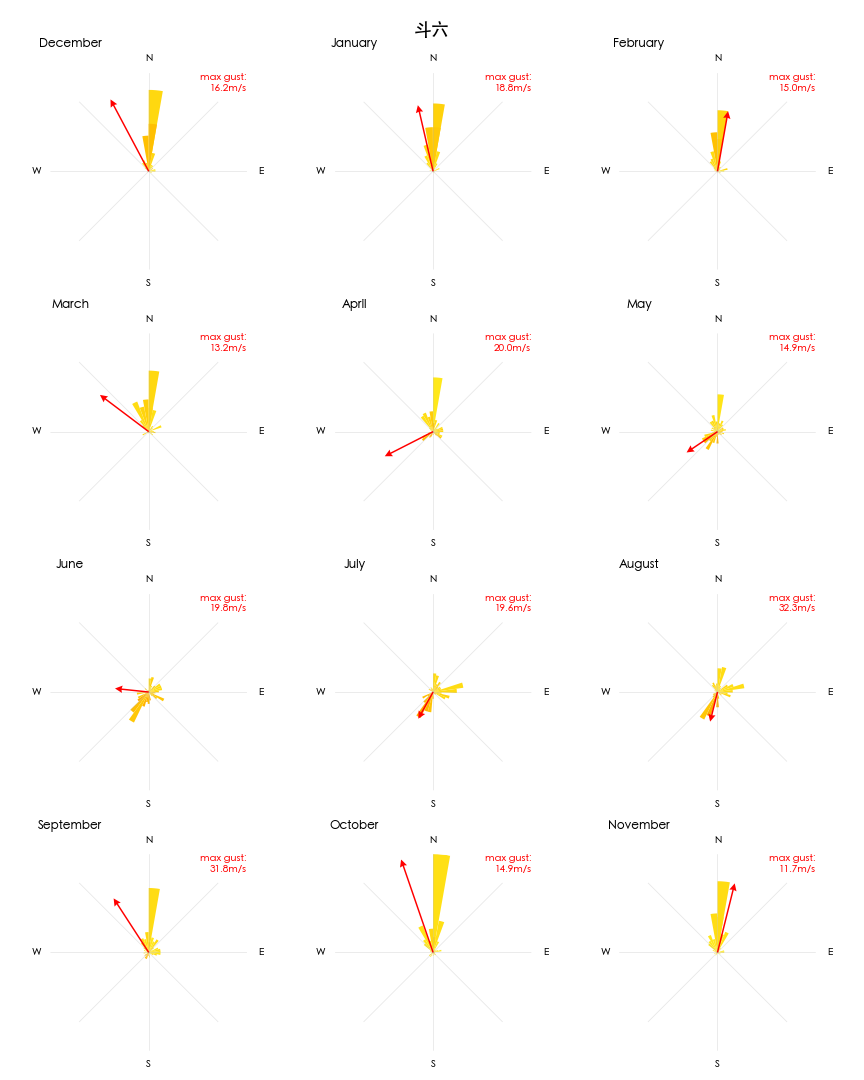 斗六
December
N
max gust:
16.2m/s
W
E
S
January
N
max gust:
18.8m/s
W
E
S
February
N
max gust:
15.0m/s
W
E
S
March
N
max gust:
13.2m/s
W
E
S
April
N
max gust:
20.0m/s
W
E
S
May
N
max gust:
14.9m/s
W
E
S
June
N
max gust:
19.8m/s
W
E
S
July
N
max gust:
19.6m/s
W
E
S
August
N
max gust:
32.3m/s
W
E
S
September
N
max gust:
31.8m/s
W
E
S
October
N
max gust:
14.9m/s
W
E
S
November
N
max gust:
11.7m/s
W
E
S